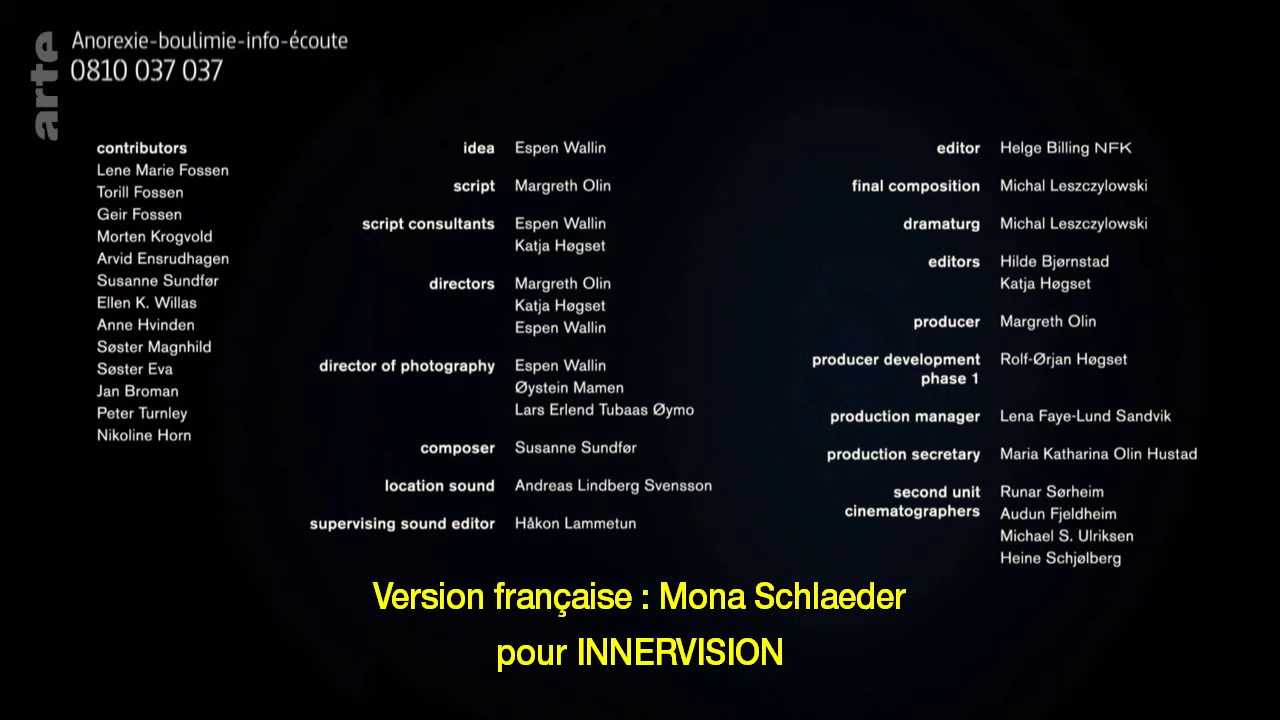 arte
Anorexie-boulimie-info-écoute
0810 037 037
contributors
Lene Marie Fossen
Torill Fossen
Geir Fossen
Morten Krogvold
Arvid Ensrudhagen
Susanne Sundfør
Ellen K. Willas
Anne Hvinden
Søster Magnhild
Søster Eva
Jan Broman
Peter Turnley
Nikoline Horn
idea Espen Wallin
script Margreth Olin
script consultants Espen Wallin
Katja Høgset
directors Margreth Olin
Katja Høgset
Espen Wallin
director of photography Espen Wallin
Øystein Mamen
Lars Erlend Tubaas Øymo
composer Susanne Sundfør
location sound Andreas Lindberg Svensson
supervising sound editor Håkon Lammetun
editor Helge Billing NFK
final composition Michal Leszczylowski
dramaturg Michal Leszczylowski
editors Hilde Bjørnstad
Katja Høgset
producer Margreth Olin
producer development Rolf-Ørjan Høgset
phase 1
production manager Lena Faye-Lund Sandvik
production secretary Maria Katharina Olin Hustad
second unit Runar Sørheim
cinematographers Audun Fjeldheim
Michael S. Ulriksen
Heine Schjølberg
Version française : Mona Schlaeder
pour INNERVISION